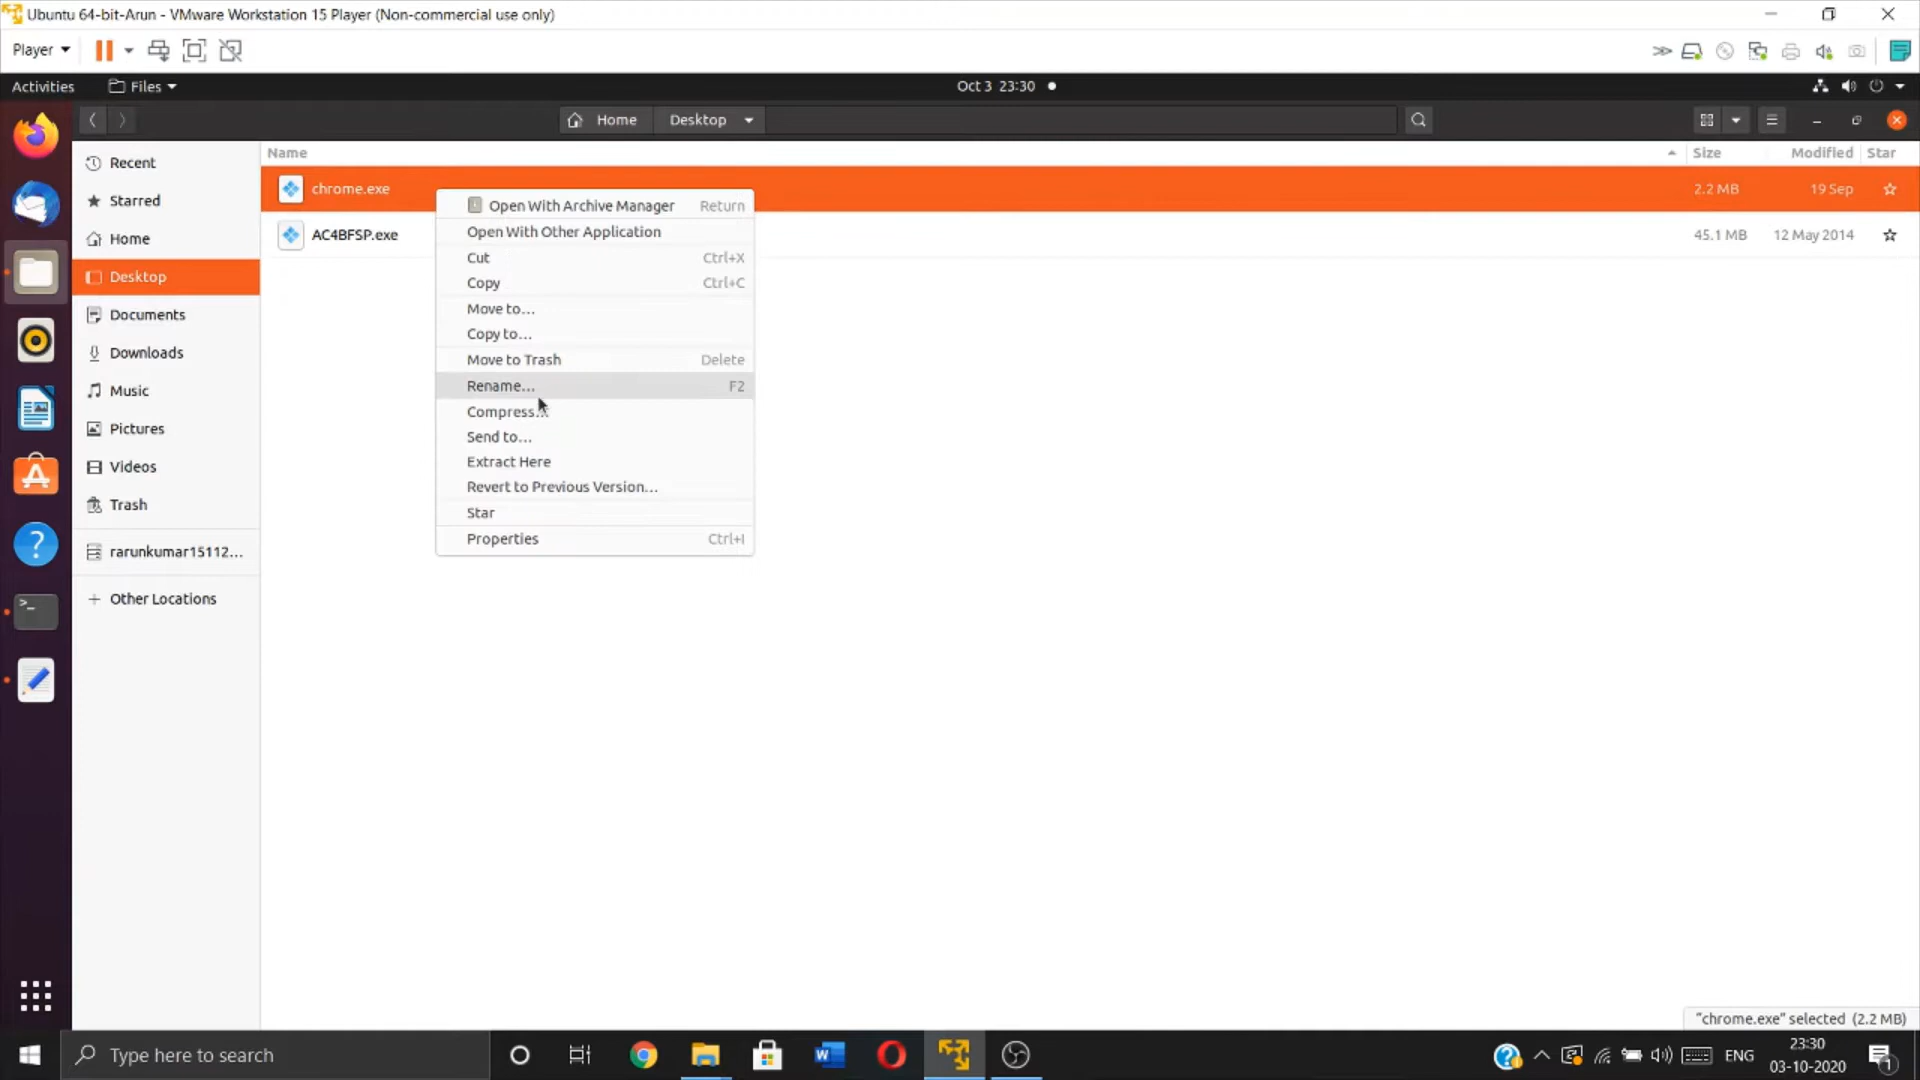 Ubuntu 64-bit-Arun - VMware Workstation 15 Player (Non-commercial use only)
Player
Activities
Files
Oct 3 23:30
Home
Desktop
Name
Size
Modified
Star
Recent
Starred
Home
Desktop
Documents
Downloads
Music
Pictures
Videos
Trash
rarunkumar15112...
Other Locations
chrome.exe
2.2 MB
19 Sep
AC4BFSP.exe
45.1 MB
12 May 2014
Open With Archive Manager Return
Open With Other Application
Cut Ctrl+X
Copy Ctrl+C
Move to...
Copy to...
Move to Trash Delete
Rename... F2
Compress...
Send to...
Extract Here
Revert to Previous Version...
Star
Properties Ctrl+I
"chrome.exe" selected (2.2 MB)
Type here to search
ENG
23:30
03-10-2020
1